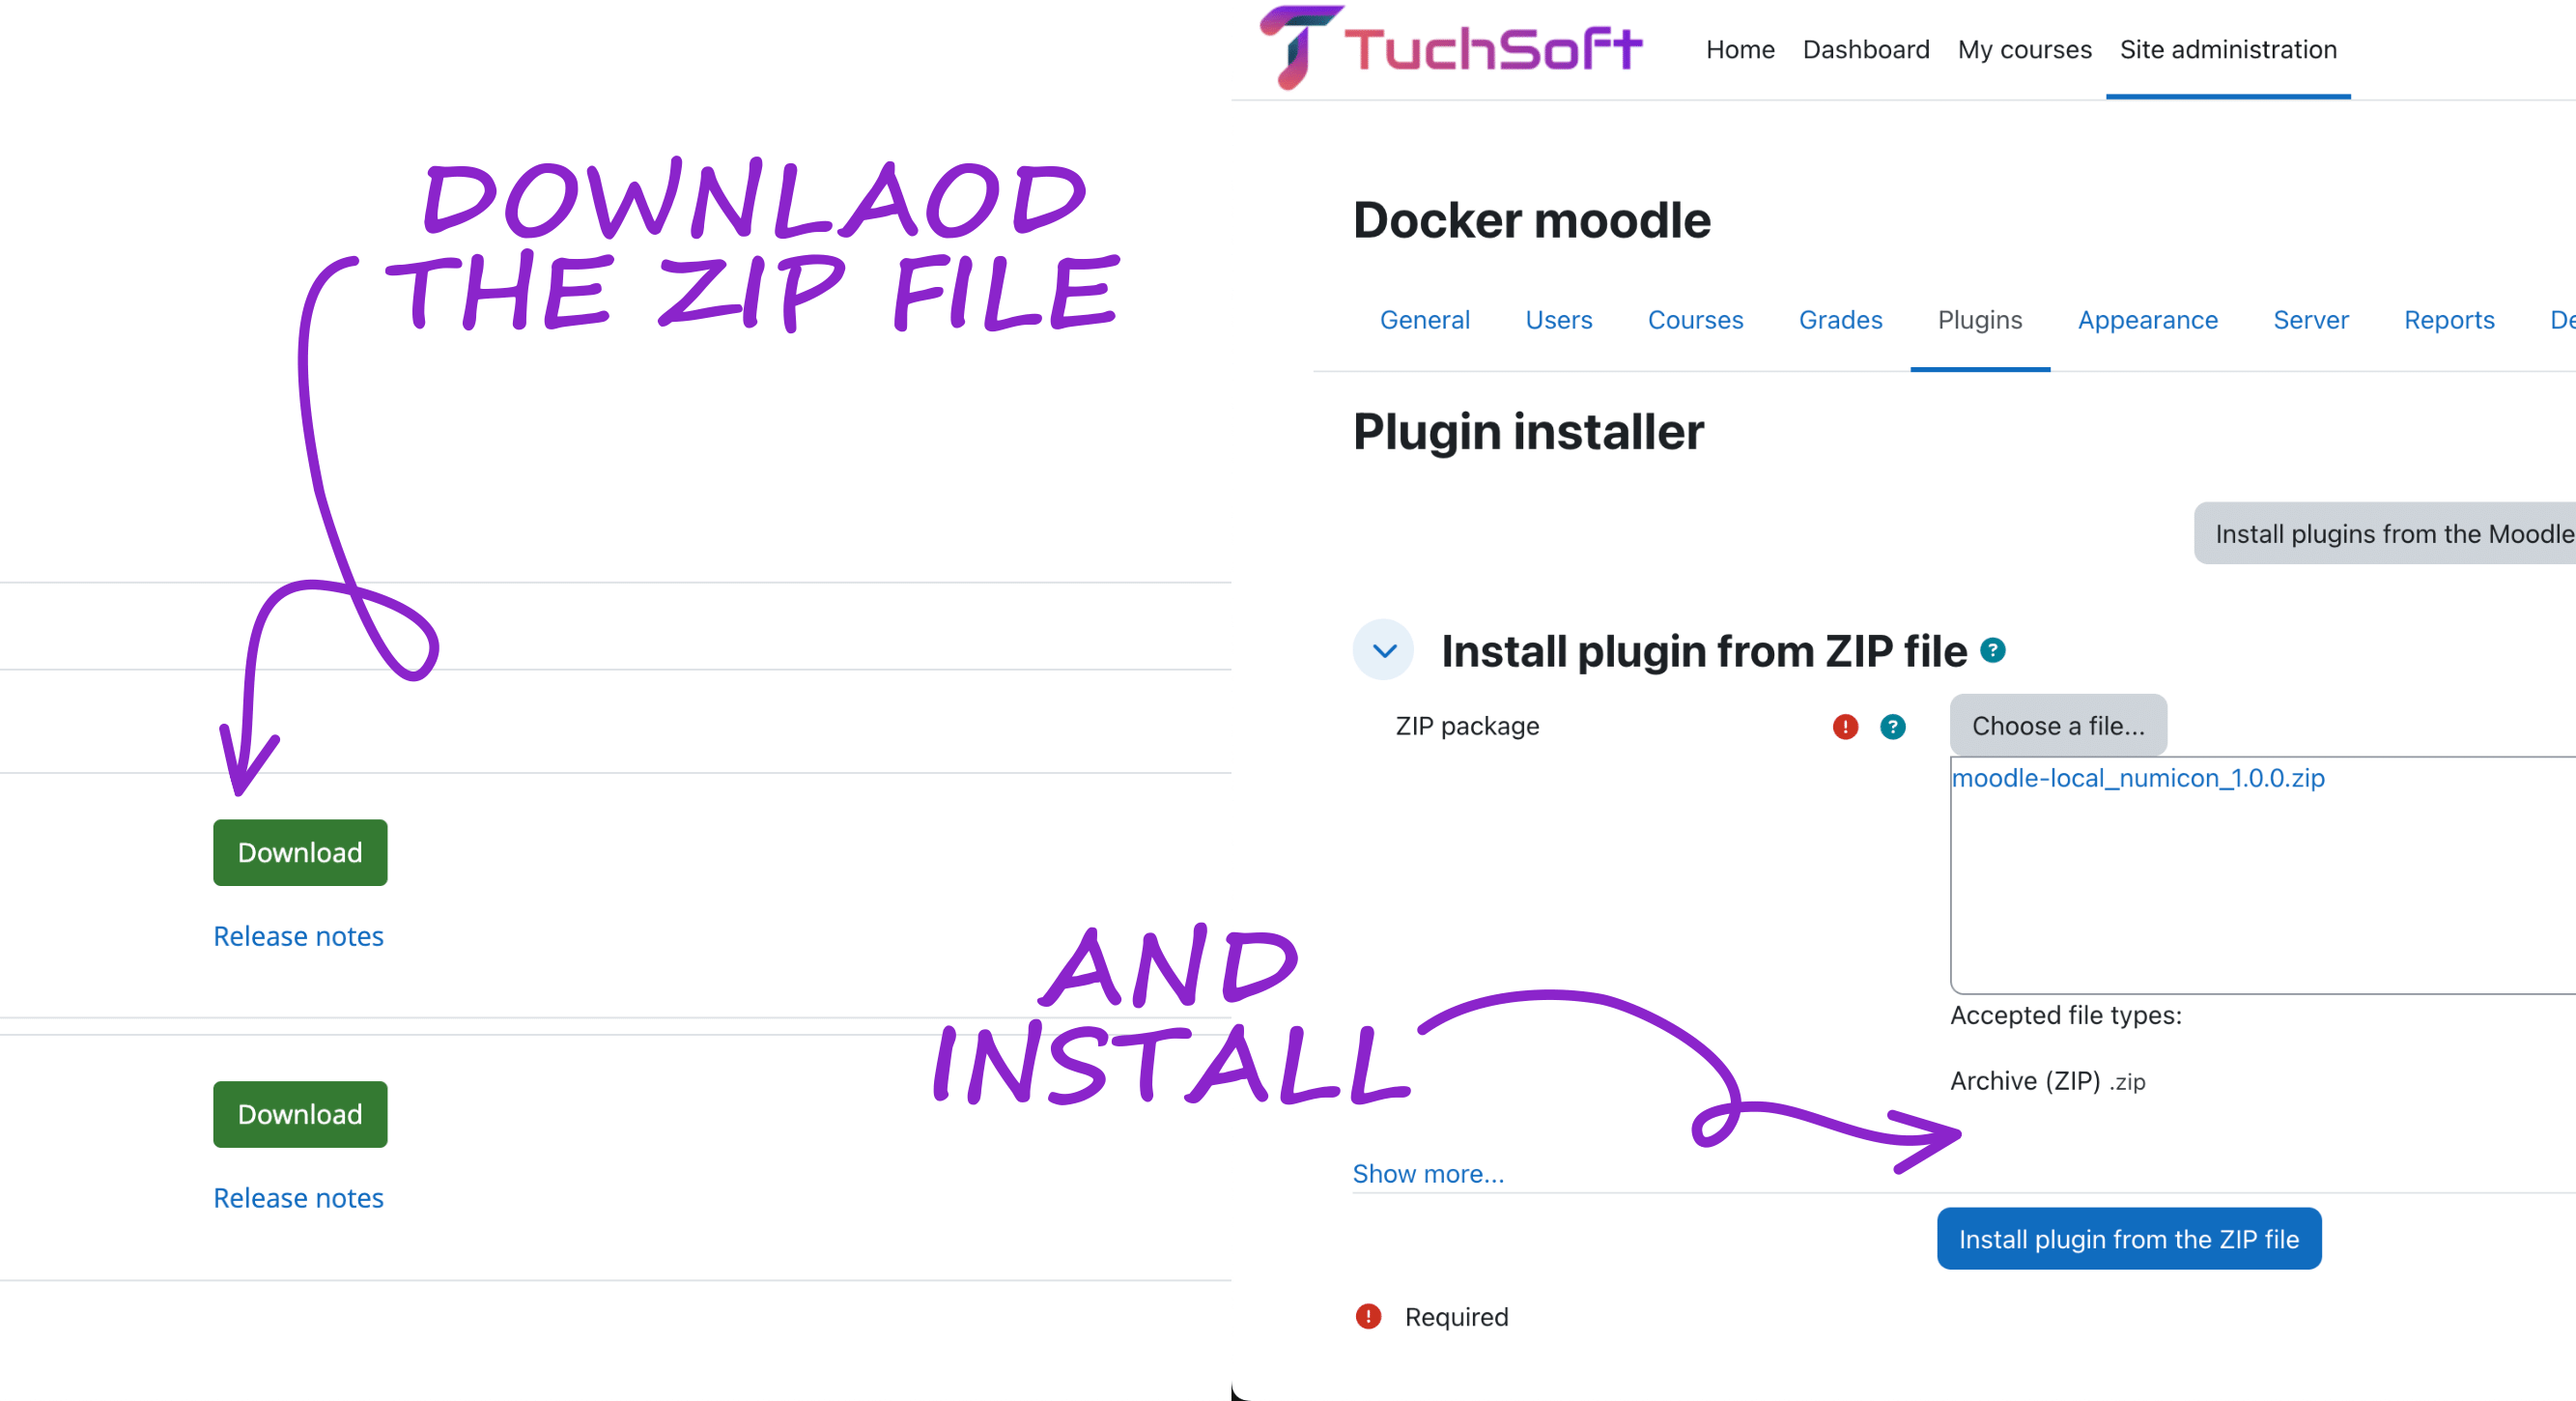 DOWNLAOD
THE ZIP FILE
Download
Release notes
Download
Release notes
AND
INSTALL
TuchSoft
Home Dashboard My courses Site administration
Docker moodle
General Users Courses Grades Plugins Appearance Server Reports De
Plugin installer
Install plugins from the Moodle
Install plugin from ZIP file ?
ZIP package ! ? Choose a file...
moodle-local_numicon_1.0.0.zip
Accepted file types:
Archive (ZIP) .zip
Show more...
Install plugin from the ZIP file
! Required